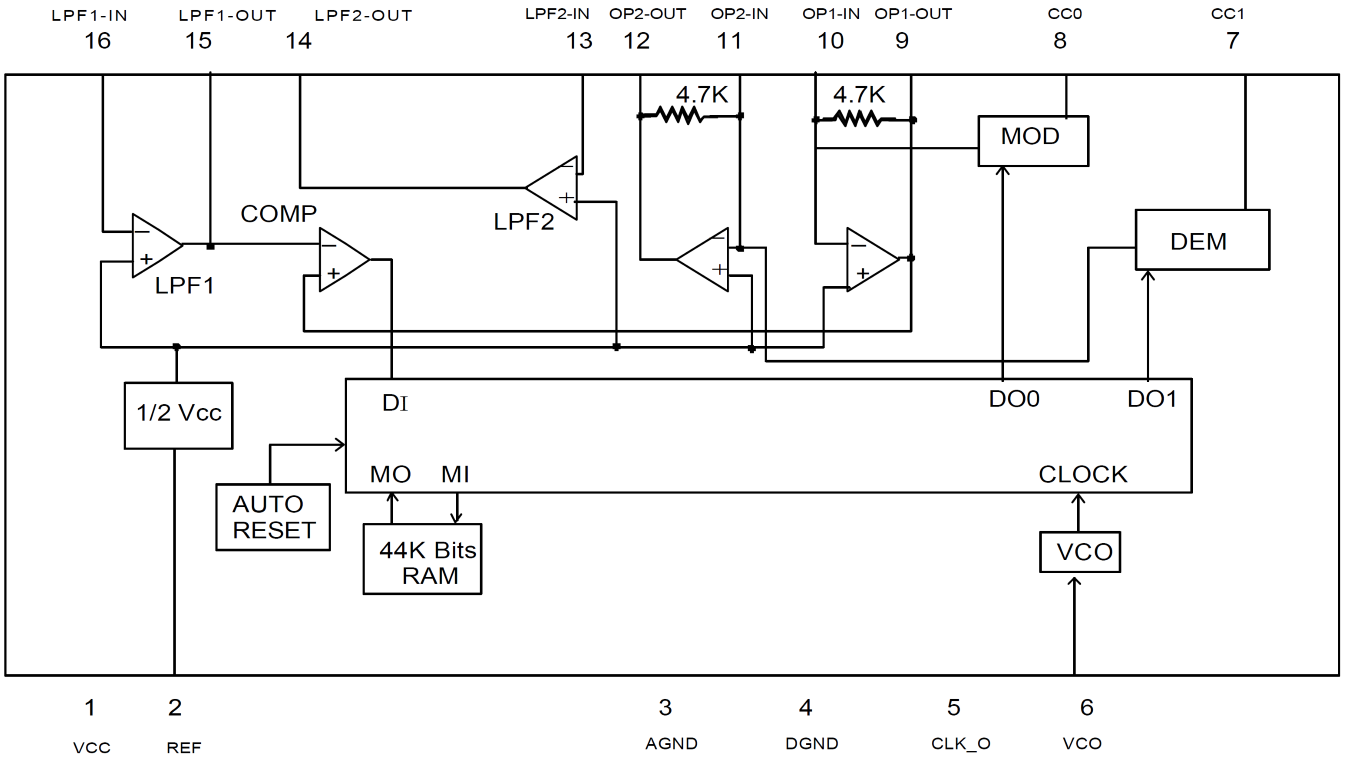 LPF1-IN LPF1-OUT LPF2-OUT LPF2-IN OP2-OUT OP2-IN OP1-IN OP1-OUT CC0 CC1
16 15 14 13 12 11 10 9 8 7
4.7K 4.7K
MOD
COMP
LPF2
DEM
LPF1
- + - + - + - + - +
1/2 Vcc
DI DO0 DO1
MO MI CLOCK
AUTO
RESET
44K Bits
RAM
VCO
1 2 3 4 5 6
VCC REF AGND DGND CLK_O VCO